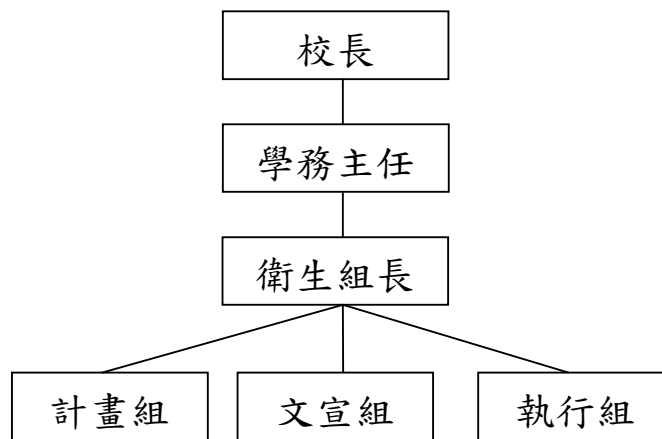 校長
學務主任
衛生組長
計畫組 文宣組 執行組